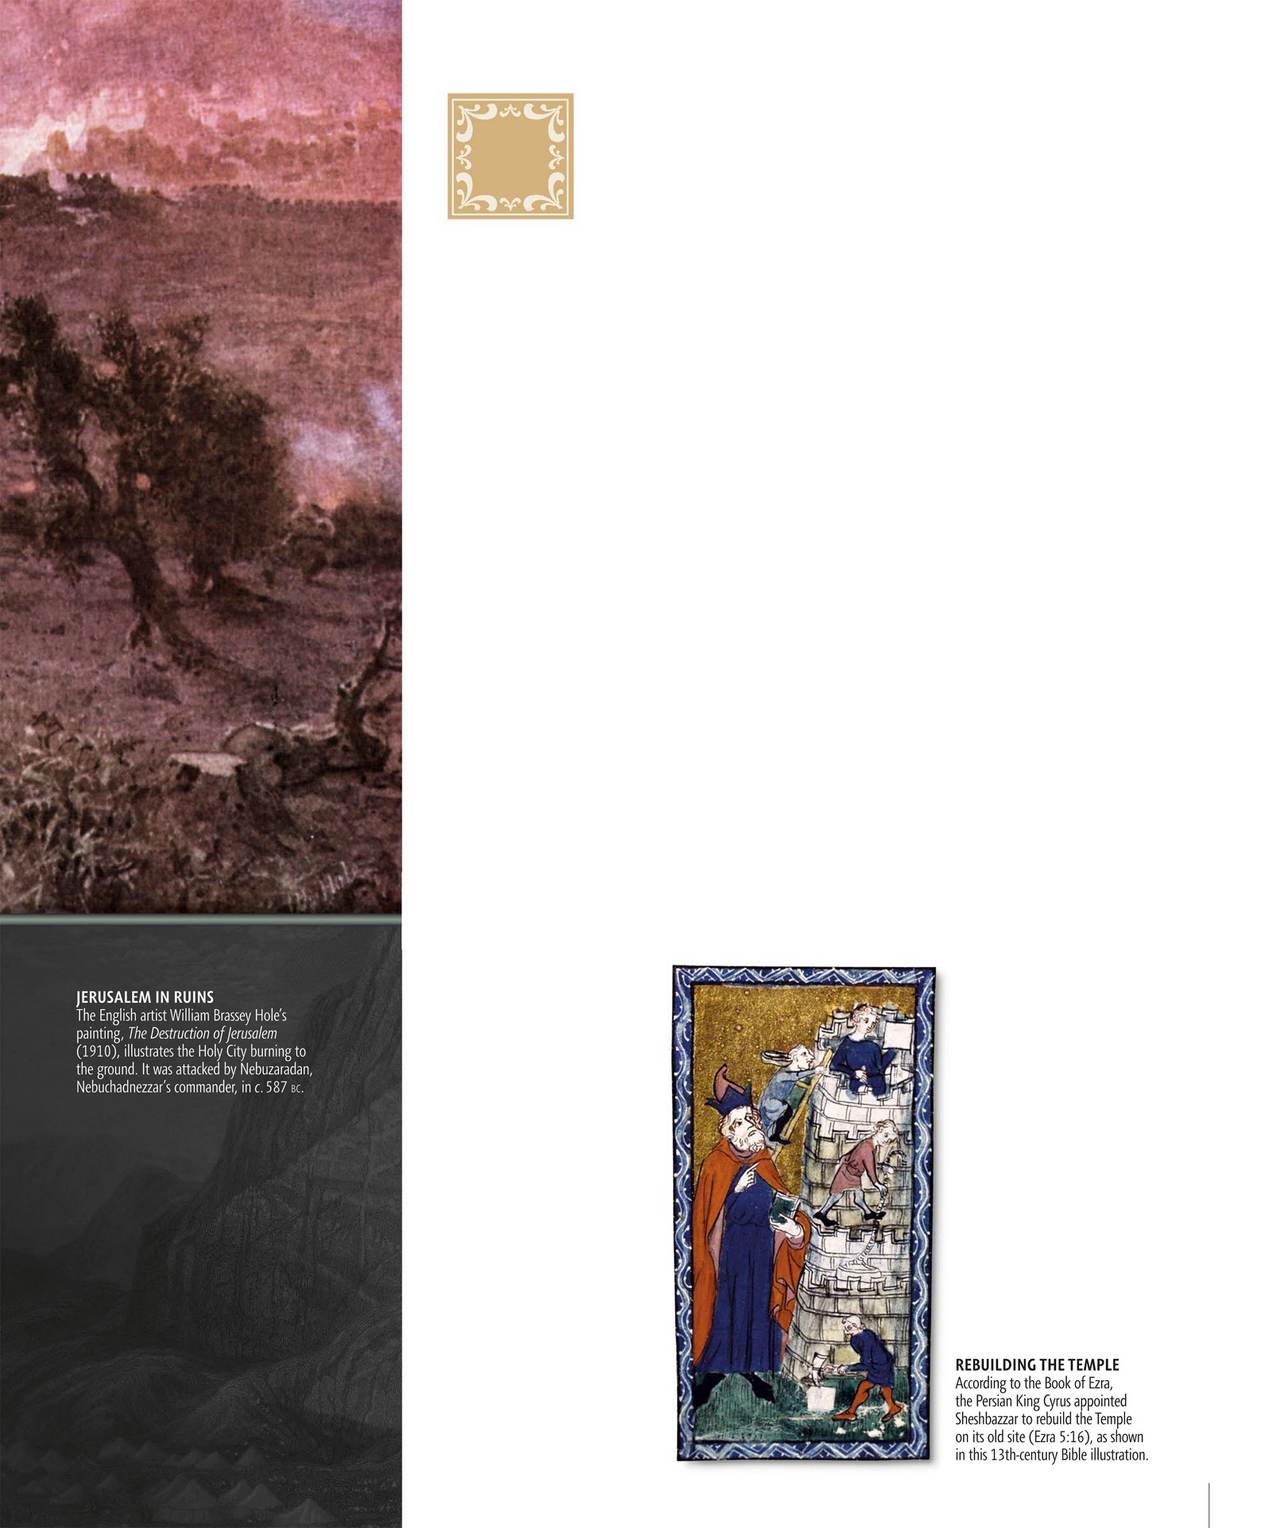 JERUSALEM IN RUINS
The English artist William Brassey Hole’s
painting, The Destruction of Jerusalem
(1910), illustrates the Holy City burning to
the ground. It was attacked by Nebuzaradan,
Nebuchadnezzar’s commander, in c. 587 BC.
REBUILDING THE TEMPLE
According to the Book of Ezra,
the Persian King Cyrus appointed
Sheshbazzar to rebuild the Temple
on its old site (Ezra 5:16), as shown
in this 13th-century Bible illustration.